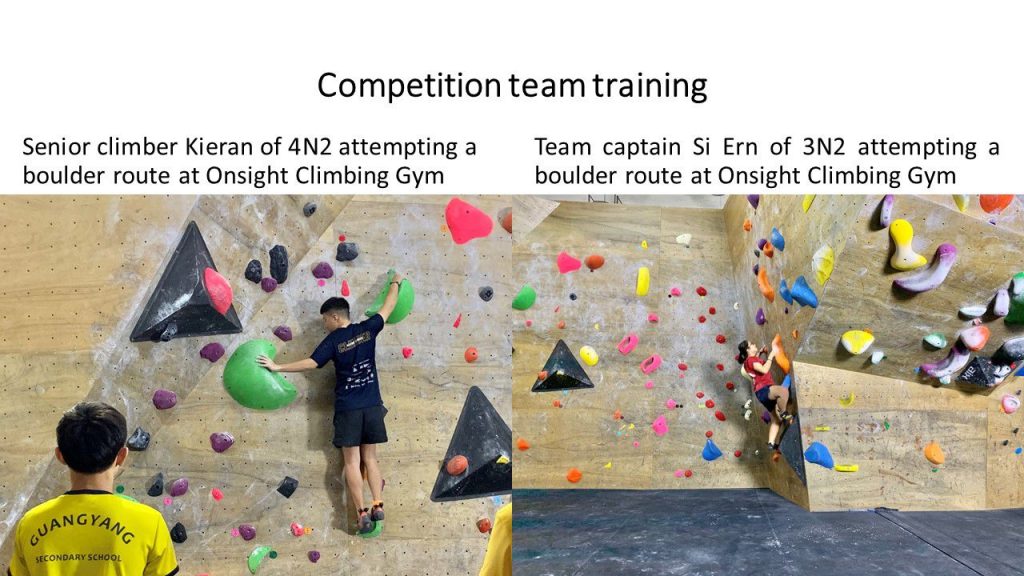 Competition team training
Senior climber Kieran of 4N2 attempting a
boulder route at Onsight Climbing Gym
Team captain Si Ern of 3N2 attempting a
boulder route at Onsight Climbing Gym
GUANGYANG
SECONDARY SCHOOL